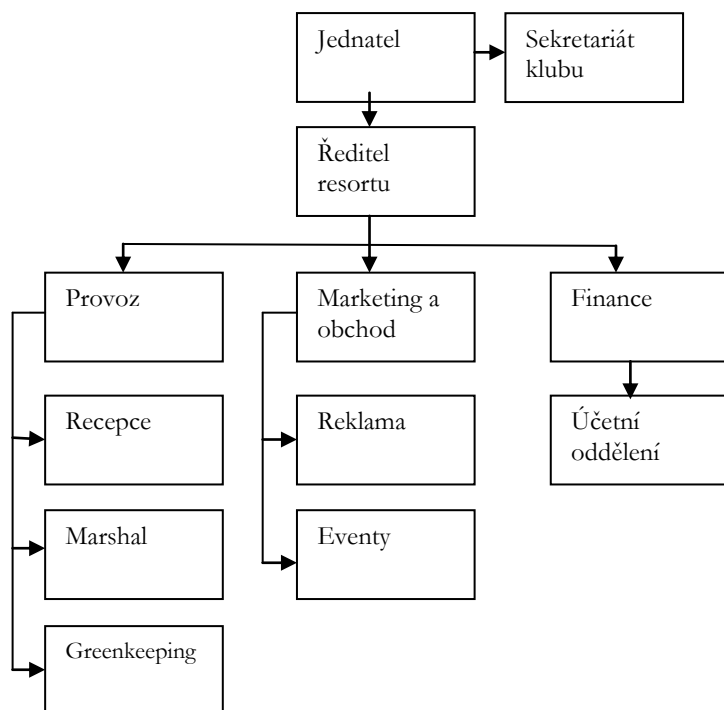 Jednatel
Sekretariát
klubu
Ředitel
resortu
Provoz
Marketing a
obchod
Finance
Recepce
Reklama
Účetní
oddělení
Marshal
Eventy
Greenkeeping